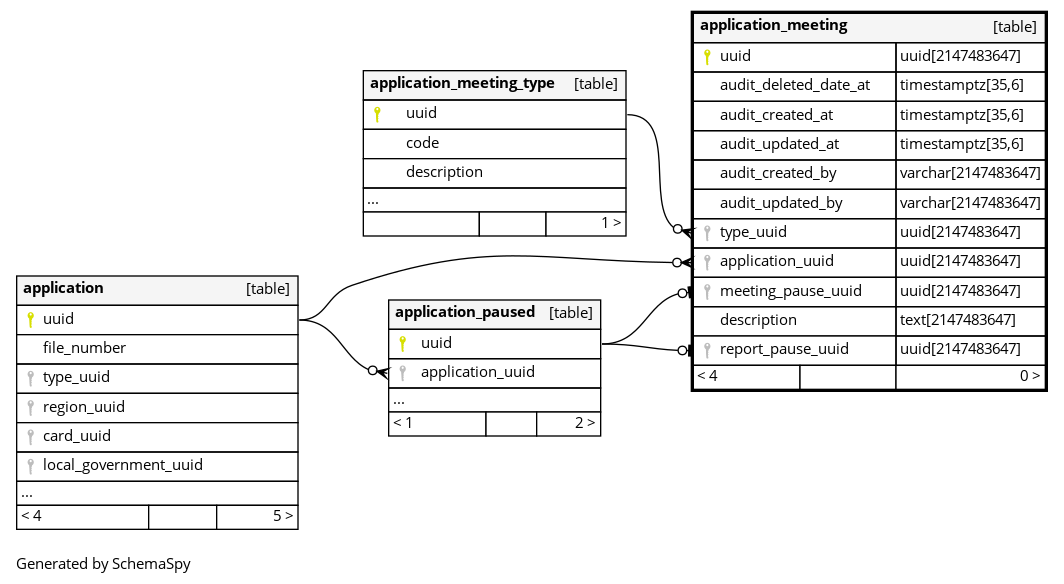 application_meeting [table]
uuid uuid[2147483647]
audit_deleted_date_at timestamptz[35,6]
audit_created_at timestamptz[35,6]
audit_updated_at timestamptz[35,6]
audit_created_by varchar[2147483647]
audit_updated_by varchar[2147483647]
type_uuid uuid[2147483647]
application_uuid uuid[2147483647]
meeting_pause_uuid uuid[2147483647]
description text[2147483647]
report_pause_uuid uuid[2147483647]
< 4 0 >
application_meeting_type [table]
uuid
code
description
...
1 >
application [table]
uuid
file_number
type_uuid
region_uuid
card_uuid
local_government_uuid
...
< 4 5 >
application_paused [table]
uuid
application_uuid
...
< 1 2 >
Generated by SchemaSpy